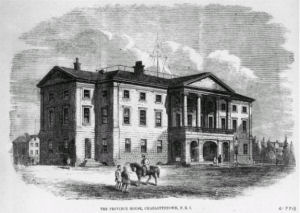 THE PROVINCE HOUSE, CHARLOTTETOWN, P. E. I.